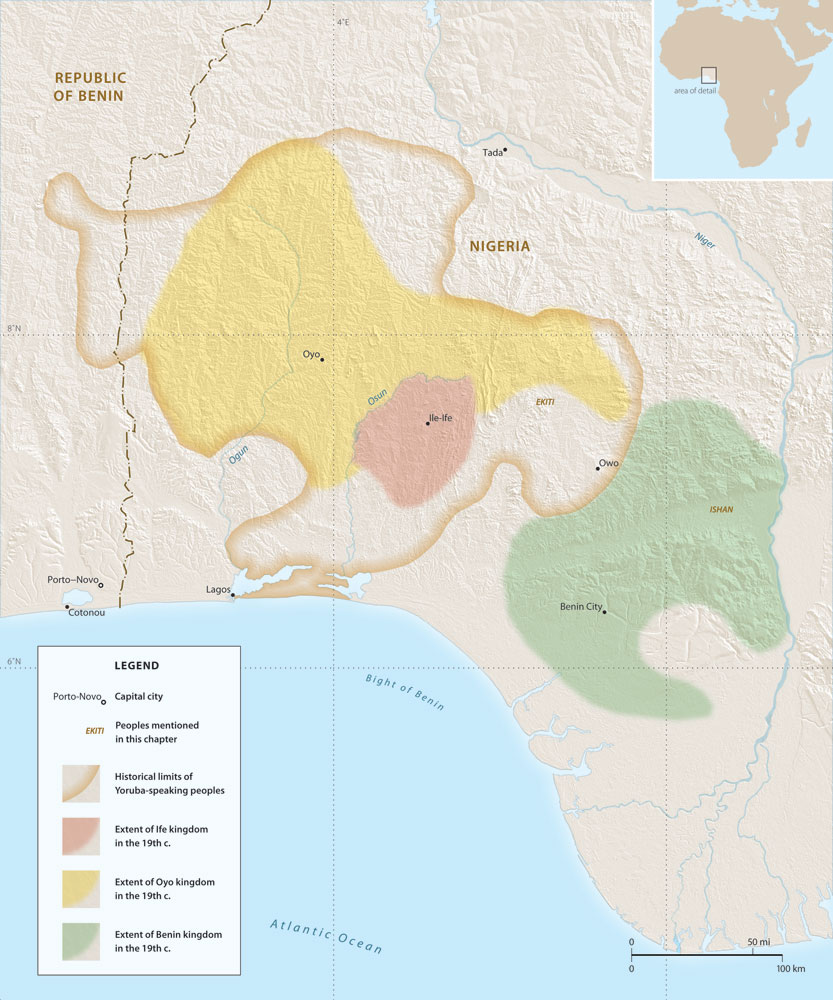 4°E
REPUBLIC
OF BENIN
area of detail
Tada
NIGERIA
Niger
8°N
Oyo
Osun
EKITI
Ile-Ife
Ogun
Owo
ISHAN
Porto–Novo
Cotonou
Lagos
Benin City
6°N
Bight of Benin
Atlantic Ocean
LEGEND
Porto-Novo
Capital city
EKITI
Peoples mentioned
in this chapter
Historical limits of
Yoruba-speaking peoples
Extent of Ife kingdom
in the 19th c.
Extent of Oyo kingdom
in the 19th c.
Extent of Benin kingdom
in the 19th c.
0 50 mi
0 100 km